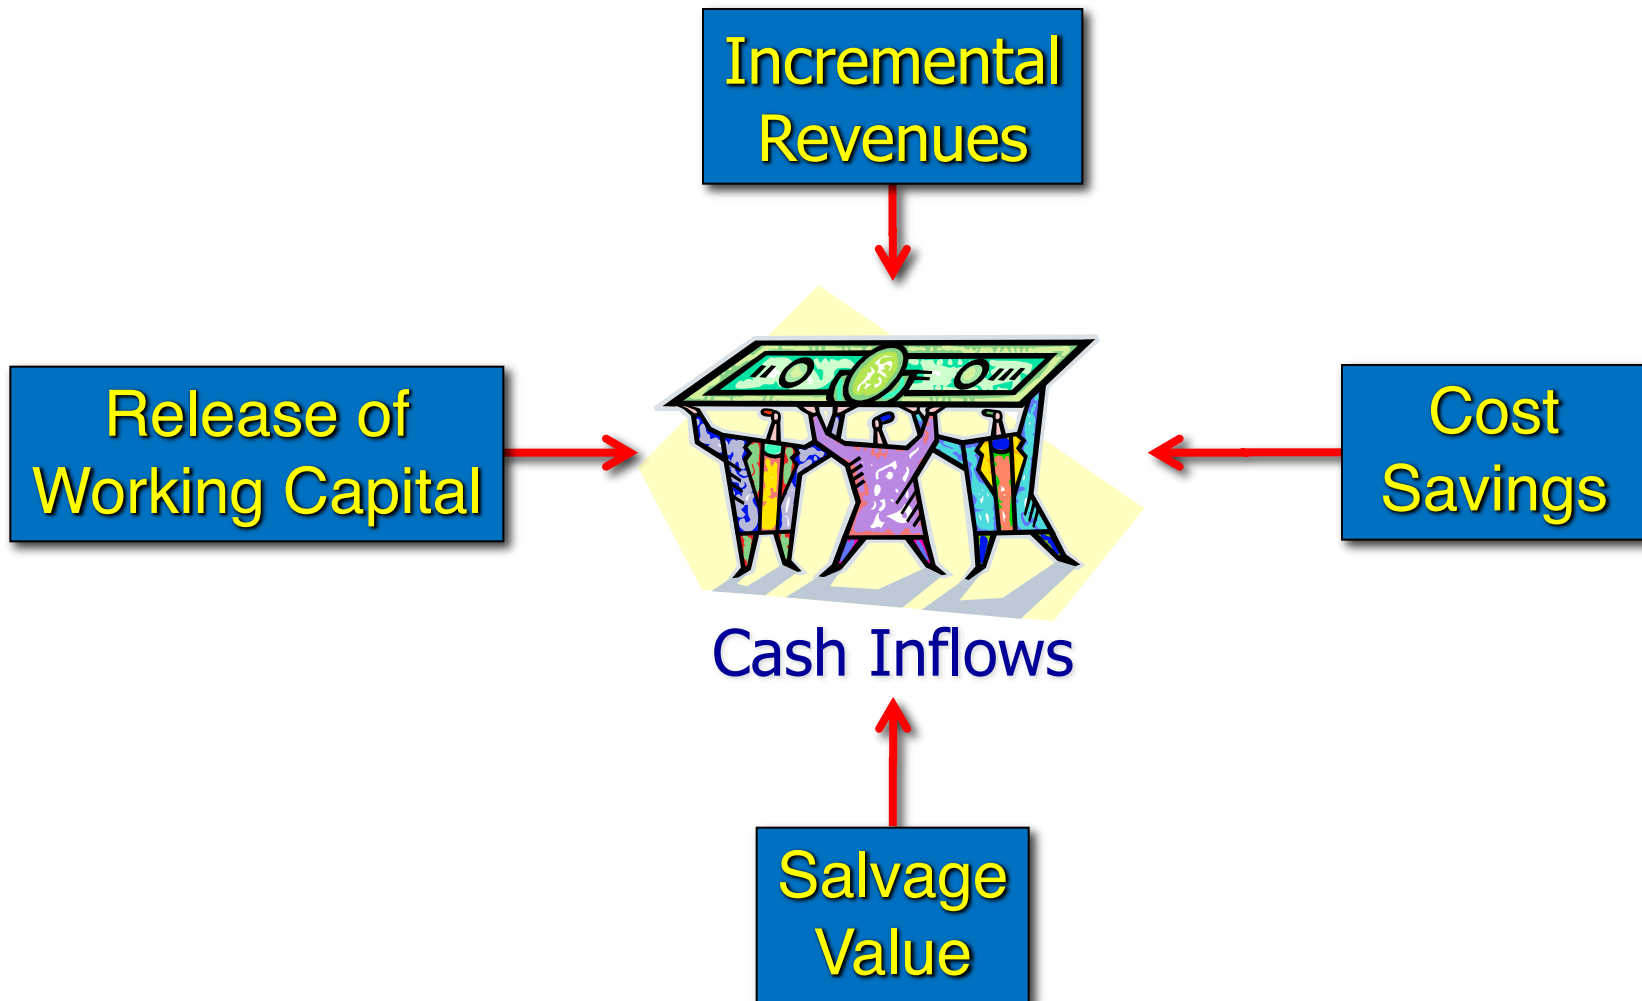 Incremental
Revenues
Release of
Working Capital
Cost
Savings
Cash Inflows
Salvage
Value